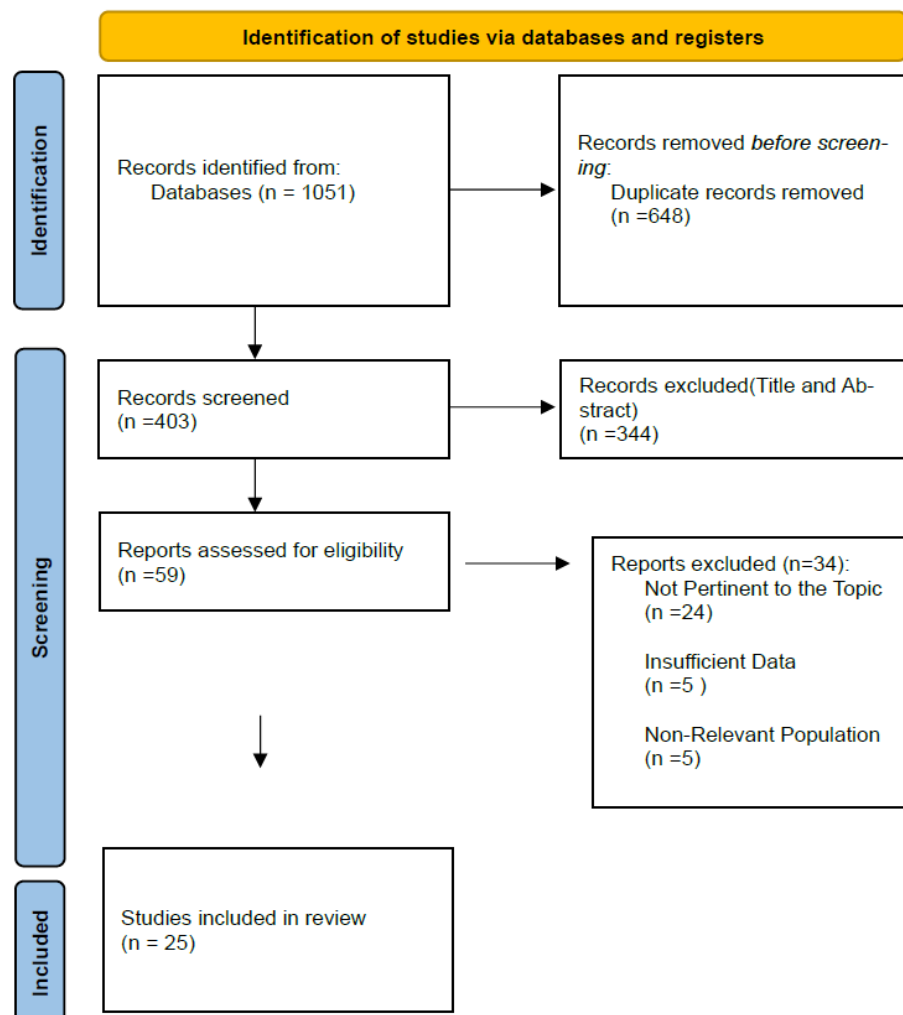 Identification of studies via databases and registers
Identification
Records identified from:
Databases (n = 1051)
Records removed before screen-
ing:
Duplicate records removed
(n =648)
Screening
Records screened
(n =403)
Records excluded(Title and Ab-
stract)
(n =344)
Reports assessed for eligibility
(n =59)
Reports excluded (n=34):
Not Pertinent to the Topic
(n =24)
Insufficient Data
(n =5 )
Non-Relevant Population
(n =5)
Included
Studies included in review
(n = 25)